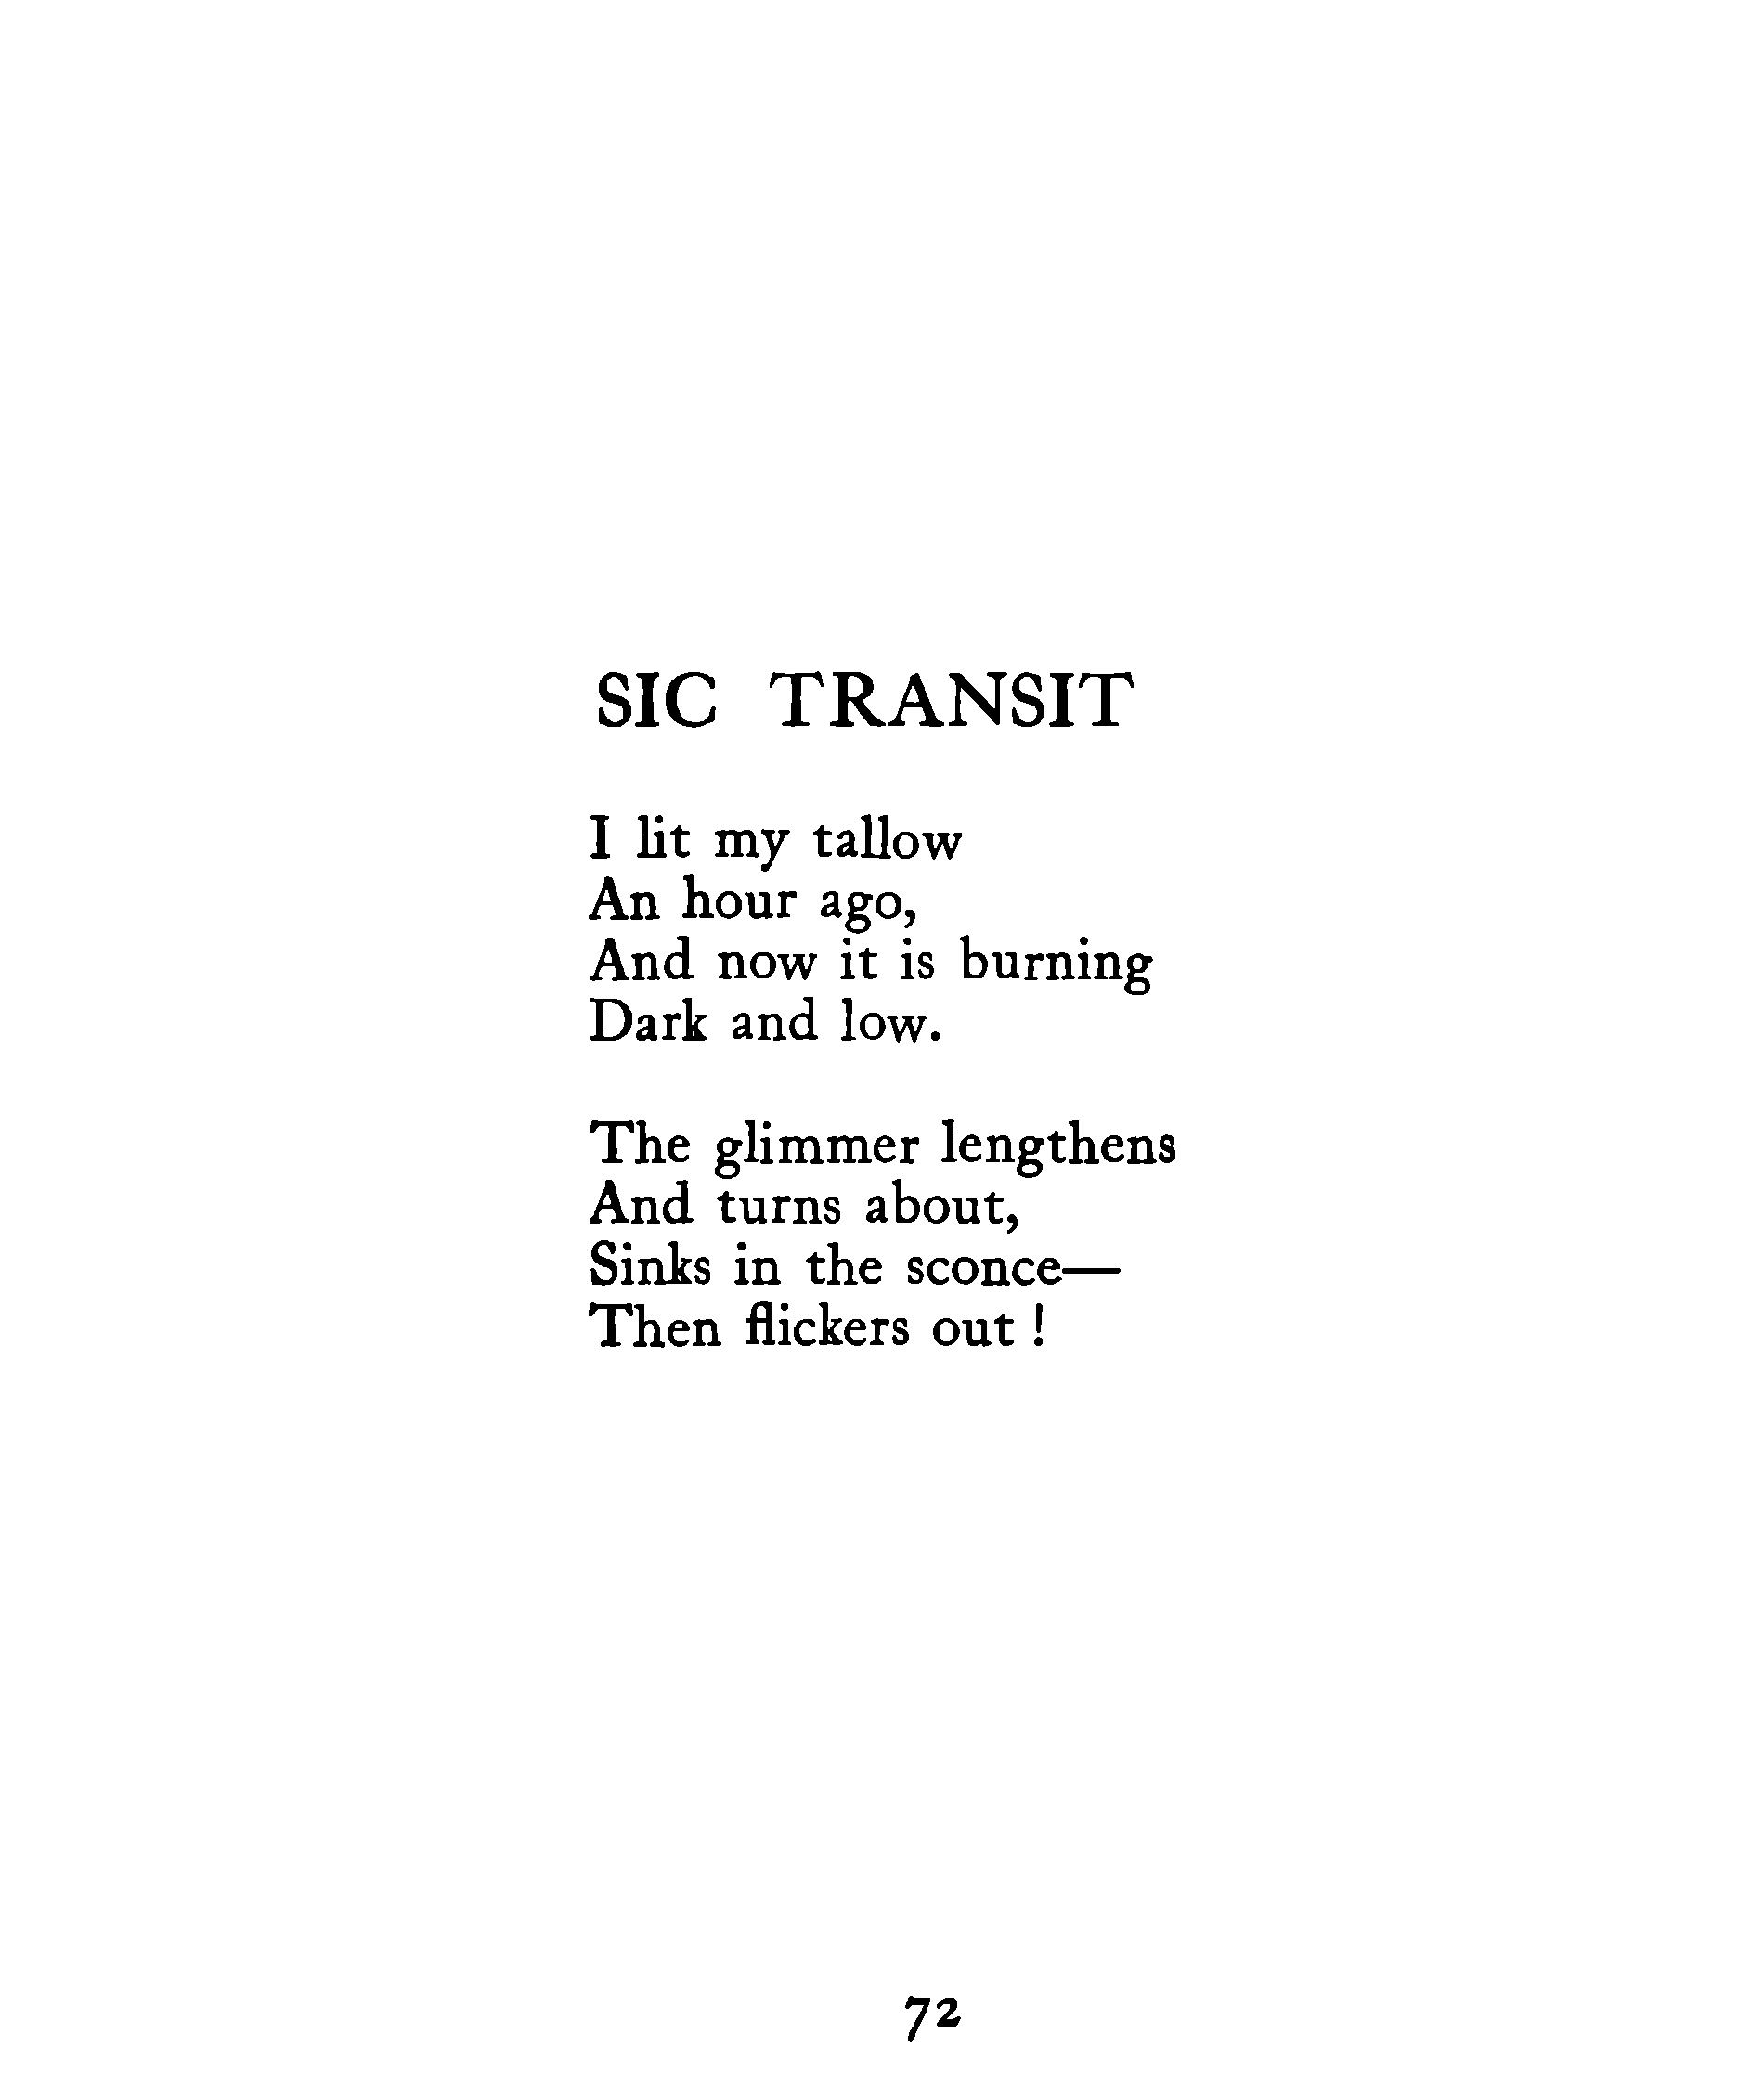 SIC TRANSIT
I lit my tallow
An hour ago,
And now it is burning
Dark and low.
The glimmer lengthens
And turns about,
Sinks in the sconce—
Then flickers out !
72